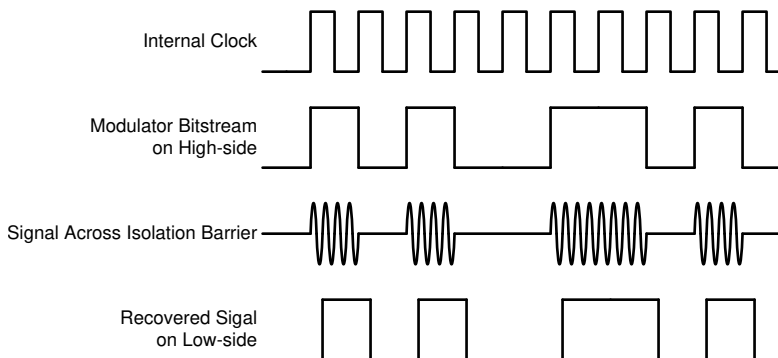 Internal Clock
Modulator Bitstream
on High-side
Signal Across Isolation Barrier
Recovered Sigal
on Low-side